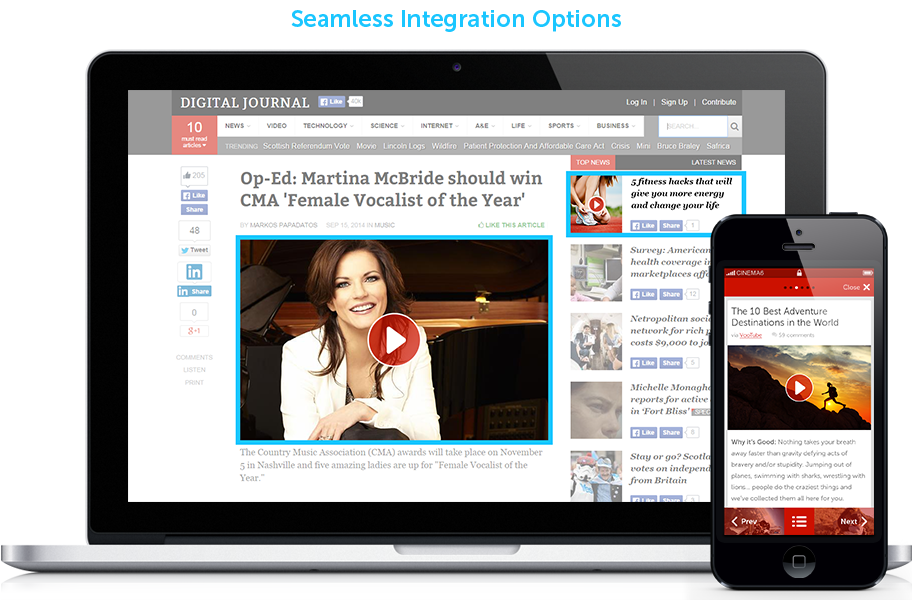 Seamless Integration Options
DIGITAL JOURNAL
Like
40k
Log In | Sign Up | Contribute
10
must read
articles
NEWS
VIDEO
TECHNOLOGY
SCIENCE
INTERNET
A&E
LIFE
SPORTS
BUSINESS
SEARCH...
TRENDING Scottish Referendum Vote Movie Lincoln Logs Wildfire Patient Protection And Affordable Care Act Crisis Mini Bruce Braley Safrica
205
Like
Share
48
Tweet
in
in Share
0
g+1
COMMENTS
LISTEN
PRINT
Op-Ed: Martina McBride should win
CMA 'Female Vocalist of the Year'
BY MARKOS PAPADATOS SEP 10, 2014 IN MUSIC
LIKE THIS ARTICLE
The Country Music Association (CMA) awards will take place on November
5 in Nashville and five amazing ladies are up for "Female Vocalist of the
Year."
TOP NEWS
LATEST NEWS
5 fitness hacks that will
give you more energy
and change your life
Like Share 1
Survey: American
health coverage in
marketplaces
Like Share 12
Netropolitan
network for rich
costs $9,000 to
Like Share 5
Michelle
reports for active
in 'Fort Bliss'
Like Share 8
Stay or go?
votes on
from Britain
Like Share
CINEMA6
Close X
The 10 Best Adventure
Destinations in the World
via YouTube 59 comments
Why it's Good: Nothing takes your breath
away faster than gravity defying acts of
bravery and/or stupidity. Jumping out of
planes, swimming with sharks, wrestling with
lions... people do the craziest things and
we've collected them all here for you.
Prev
Next